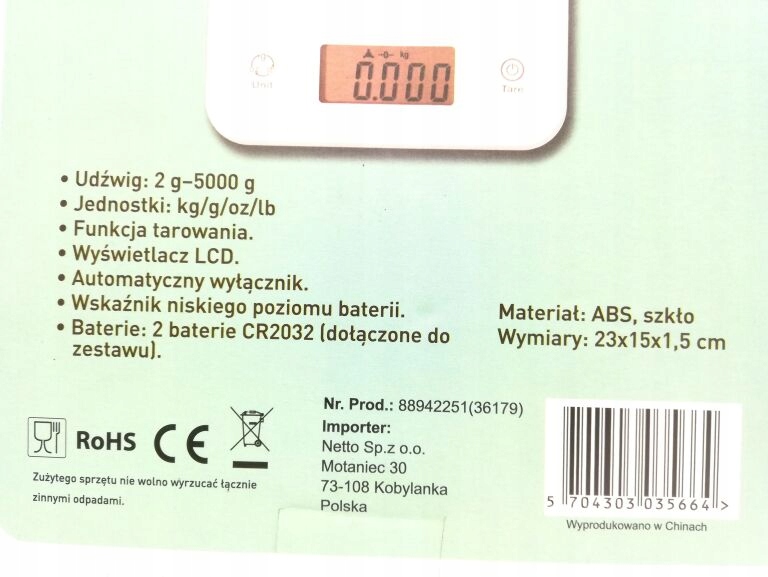 -0- kg
0.000
Unit
Tare
• Udźwig: 2 g–5000 g
• Jednostki: kg/g/oz/lb
• Funkcja tarowania.
• Wyświetlacz LCD.
• Automatyczny wyłącznik.
• Wskaźnik niskiego poziomu baterii.
• Baterie: 2 baterie CR2032 (dołączone do
zestawu).
Materiał: ABS, szkło
Wymiary: 23x15x1,5 cm
RoHS CE
Zużytego sprzętu nie wolno wyrzucać łącznie
zinnymi odpadami.
Nr. Prod.: 88942251(36179)
Importer:
Netto Sp.z o.o.
Motaniec 30
73-108 Kobylanka
Polska
5 704303 035664 >
Wyprodukowano w Chinach